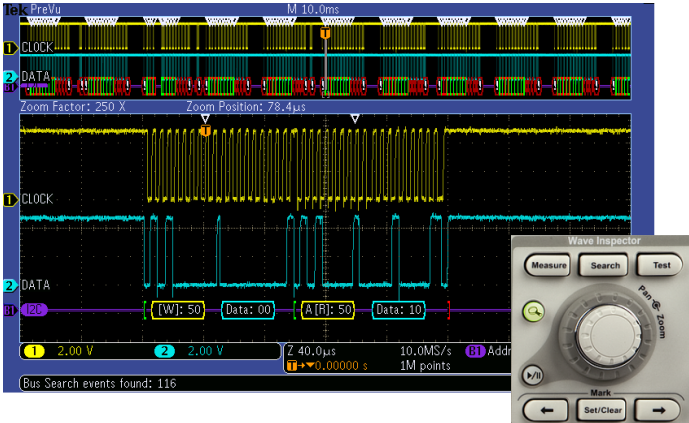 Tek PreVu M 10.0ms
T
1 CLOCK
2 DATA
B1
Zoom Factor: 250 X Zoom Position: 78.4µs
T
1 CLOCK
2 DATA
B1 I2C [W]: 50 Data: 00 A [R]: 50 Data: 10
1 2.00 V 2 2.00 V Z 40.0µs 10.0MS/s B1 Addr
T→▼0.00000 s 1M points
Bus Search events found: 116
Wave Inspector
Measure Search Test
Pan Zoom
Mark
← Set/Clear →